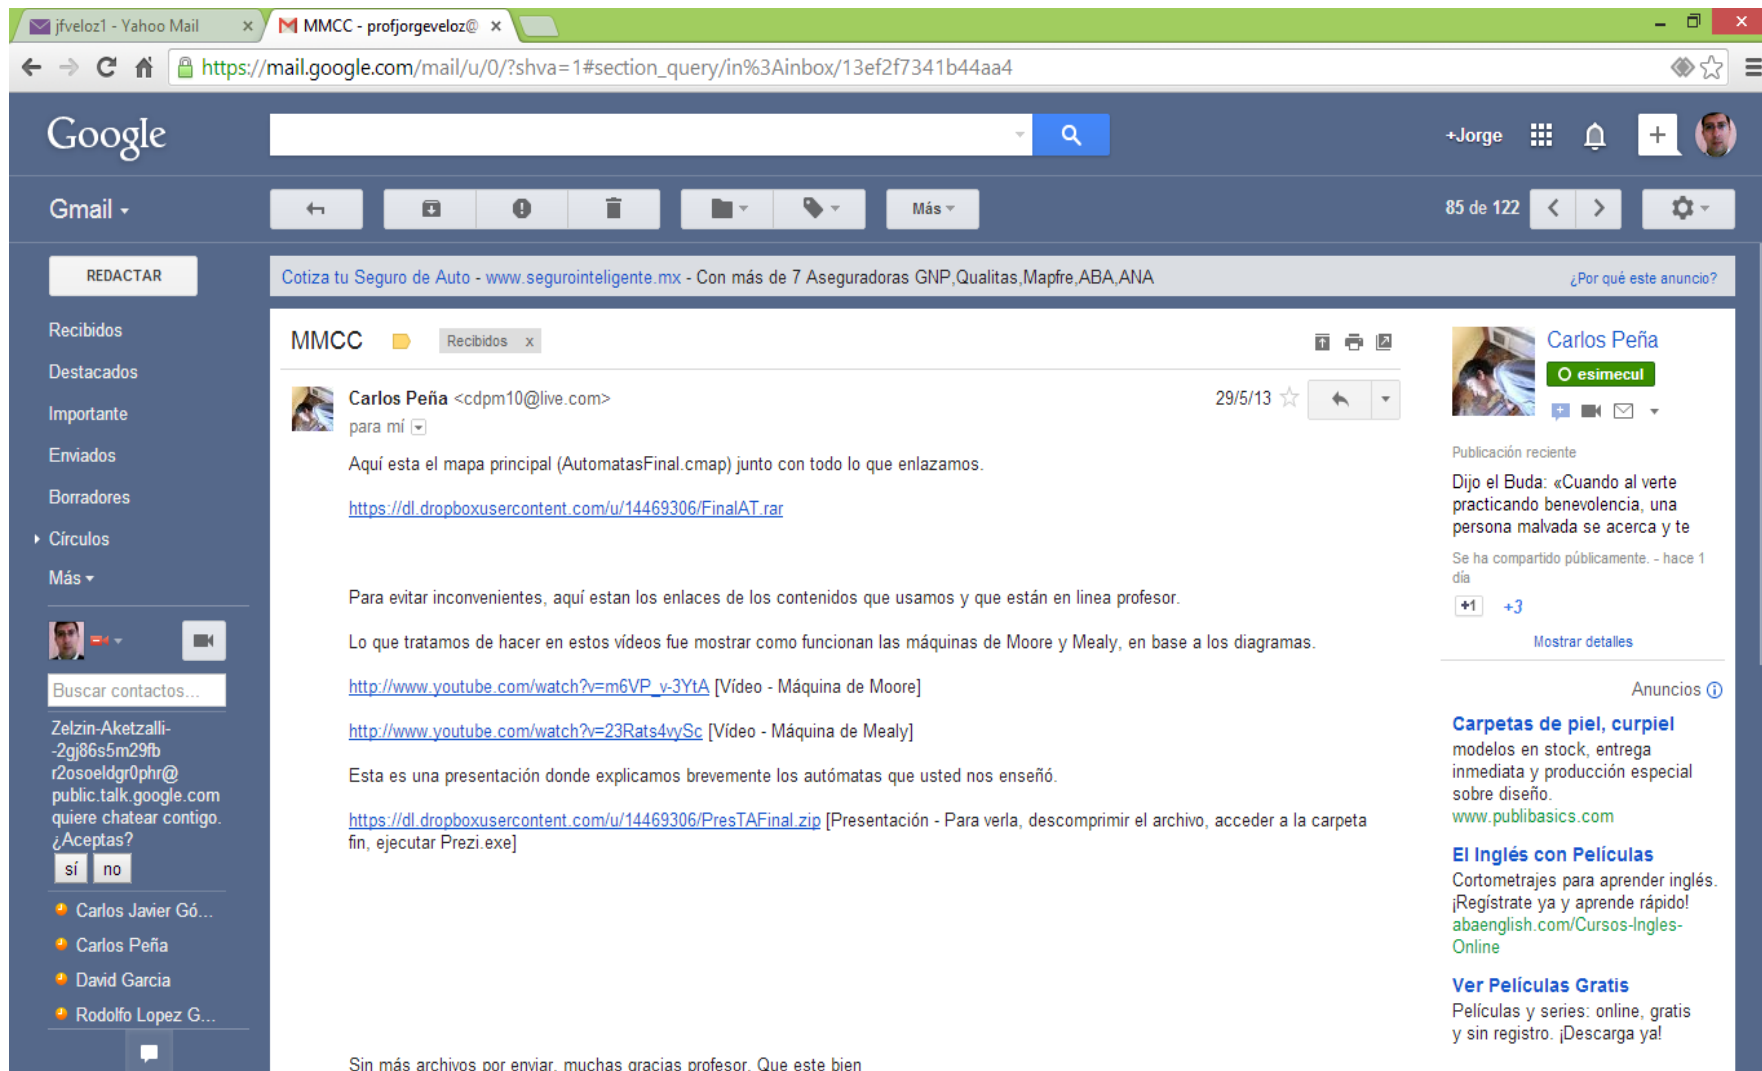 jfveloz1 - Yahoo Mail
MMCC - profjorgeveloz@
https://mail.google.com/mail/u/0/?shva=1#section_query/in%3Ainbox/13ef2f7341b44aa4
Google
+Jorge
Gmail
Más
85 de 122
REDACTAR
Cotiza tu Seguro de Auto - www.segurointeligente.mx - Con más de 7 Aseguradoras GNP,Qualitas,Mapfre,ABA,ANA
¿Por qué este anuncio?
Recibidos
Destacados
Importante
Enviados
Borradores
Círculos
Más
Buscar contactos...
Zelzin-Aketzalli-
-2gj86s5m29fb
r2osoeldgr0phr@
public.talk.google.com
quiere chatear contigo.
¿Aceptas?
sí no
Carlos Javier Gó...
Carlos Peña
David Garcia
Rodolfo Lopez G...
MMCC
Recibidos x
Carlos Peña <cdpm10@live.com>
29/5/13
para mí
Aquí esta el mapa principal (AutomatasFinal.cmap) junto con todo lo que enlazamos.
https://dl.dropboxusercontent.com/u/14469306/FinalAT.rar
Para evitar inconvenientes, aquí estan los enlaces de los contenidos que usamos y que están en linea profesor.
Lo que tratamos de hacer en estos vídeos fue mostrar como funcionan las máquinas de Moore y Mealy, en base a los diagramas.
http://www.youtube.com/watch?v=m6VP_v-3YtA [Vídeo - Máquina de Moore]
http://www.youtube.com/watch?v=23Rats4vySc [Vídeo - Máquina de Mealy]
Esta es una presentación donde explicamos brevemente los autómatas que usted nos enseñó.
https://dl.dropboxusercontent.com/u/14469306/PresTAFinal.zip [Presentación - Para verla, descomprimir el archivo, acceder a la carpeta
fin, ejecutar Prezi.exe]
Sin más archivos por enviar, muchas gracias profesor. Que este bien
Carlos Peña
esimecul
Publicación reciente
Dijo el Buda: «Cuando al verte
practicando benevolencia, una
persona malvada se acerca y te
Se ha compartido públicamente. - hace 1
día
+1 +3
Mostrar detalles
Anuncios
Carpetas de piel, curpiel
modelos en stock, entrega
inmediata y producción especial
sobre diseño.
www.publibasics.com
El Inglés con Películas
Cortometrajes para aprender inglés.
¡Regístrate ya y aprende rápido!
abaenglish.com/Cursos-Ingles-
Online
Ver Películas Gratis
Películas y series: online, gratis
y sin registro. ¡Descarga ya!